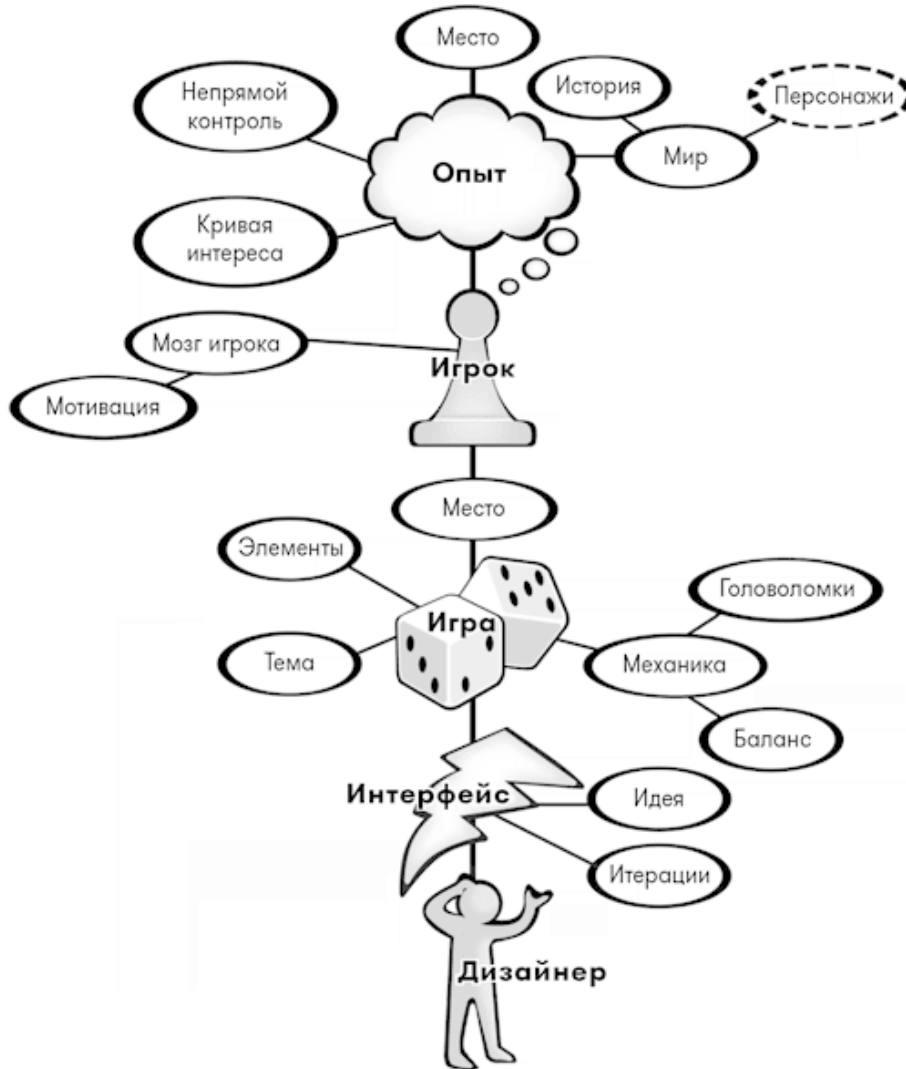 Место
История
Персонажи
Непрямой
контроль
Мир
Опыт
Кривая
интереса
Мозг игрока
Игрок
Мотивация
Место
Элементы
Головоломки
Игра
Тема
Механика
Баланс
Интерфейс
Идея
Итерации
Дизайнер